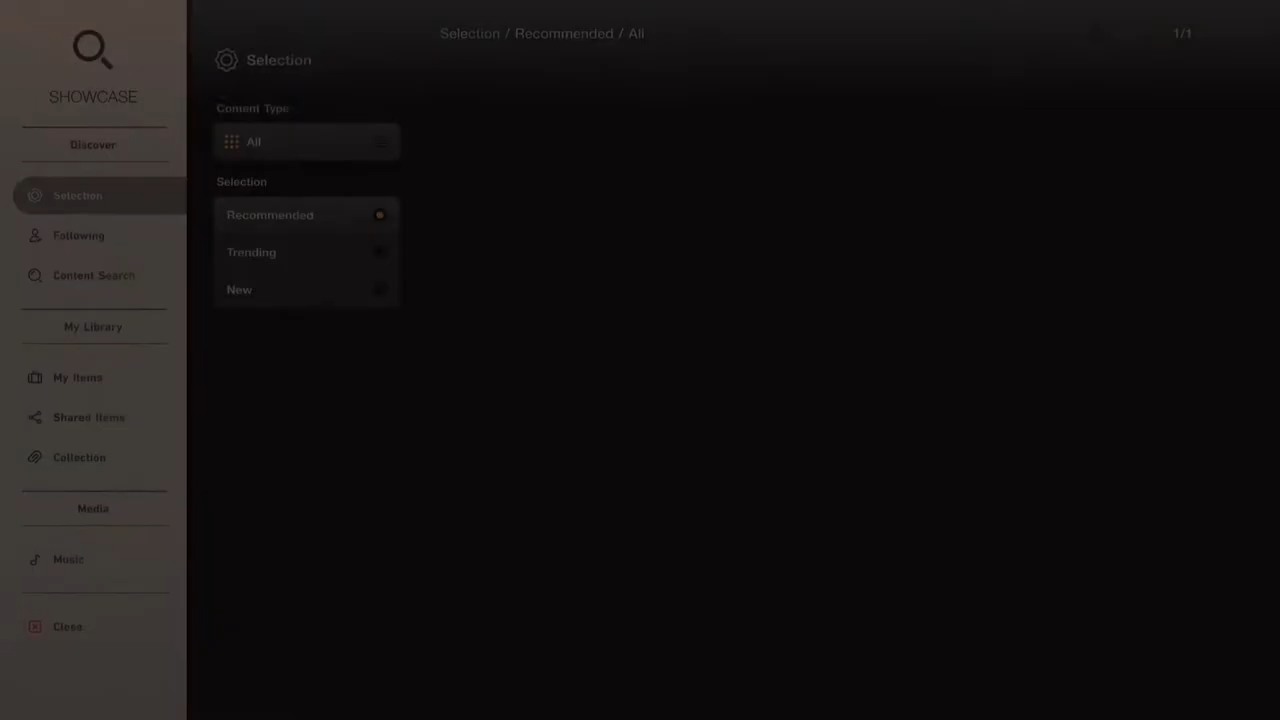 SHOWCASE
Discover
Selection
Following
Content Search
My Library
My Items
Shared Items
Collection
Media
Music
Close
Selection / Recommended / All
1/1
Selection
Content Type
All
Selection
Recommended
Trending
New